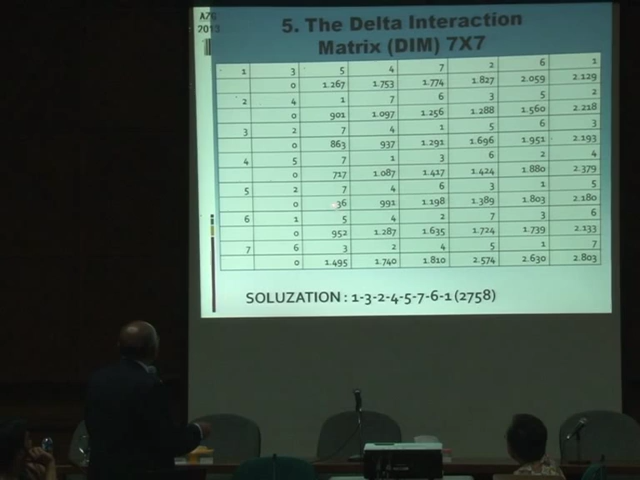 AZ6
2013
5. The Delta Interaction
Matrix (DIM) 7X7
1 3 5 4 7 2 6 1
0 1.267 1.753 1.774 1.827 2.059 2.129
2 4 1 7 6 3 5 2
0 901 1.097 1.256 1.288 1.560 2.218
3 2 7 4 1 5 6 3
0 863 937 1.291 1.696 1.951 2.193
4 5 7 1 3 6 2 4
0 717 1.087 1.417 1.424 1.880 2.379
5 2 7 4 6 3 1 5
0 36 991 1.198 1.389 1.803 2.180
6 1 5 4 2 7 3 6
0 952 1.287 1.635 1.724 1.739 2.133
7 6 3 2 4 5 1 7
0 1.495 1.740 1.810 2.574 2.630 2.803
SOLUZATION : 1-3-2-4-5-7-6-1 (2758)